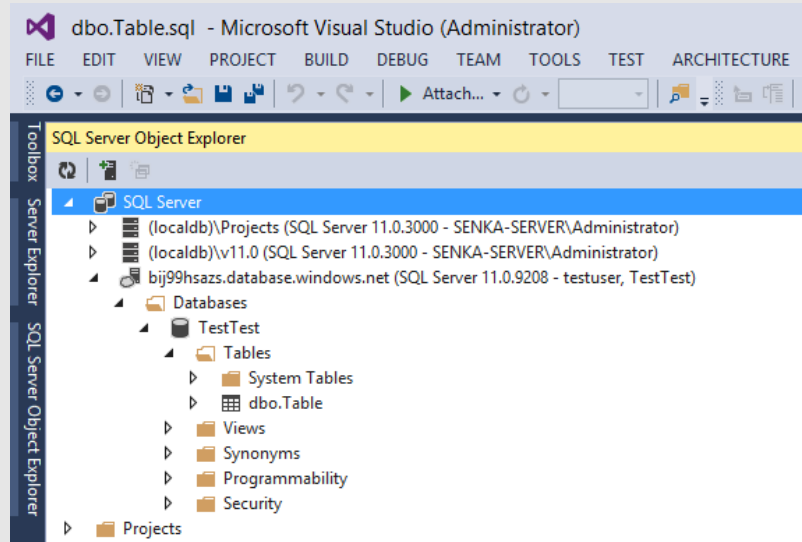 dbo.Table.sql - Microsoft Visual Studio (Administrator)
FILE EDIT VIEW PROJECT BUILD DEBUG TEAM TOOLS TEST ARCHITECTURE
Attach...
Toolbox
Server Explorer
SQL Server Object Explorer
SQL Server Object Explorer
SQL Server
(localdb)\Projects (SQL Server 11.0.3000 - SENKA-SERVER\Administrator)
(localdb)\v11.0 (SQL Server 11.0.3000 - SENKA-SERVER\Administrator)
bij99hsazs.database.windows.net (SQL Server 11.0.9208 - testuser, TestTest)
Databases
TestTest
Tables
System Tables
dbo.Table
Views
Synonyms
Programmability
Security
Projects